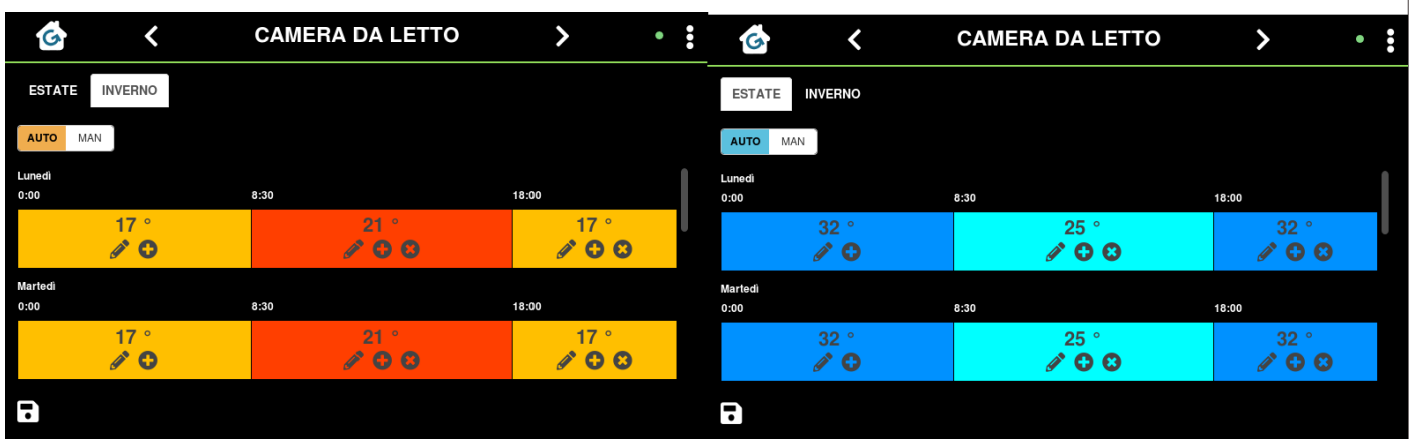 CAMERA DA LETTO
ESTATE INVERNO
AUTO MAN
Lunedì
0:00 8:30 18:00
17 ° 21 ° 17 °
Martedì
0:00 8:30 18:00
17 ° 21 ° 17 °
CAMERA DA LETTO
ESTATE INVERNO
AUTO MAN
Lunedì
0:00 8:30 18:00
32 ° 25 ° 32 °
Martedì
0:00 8:30 18:00
32 ° 25 ° 32 °